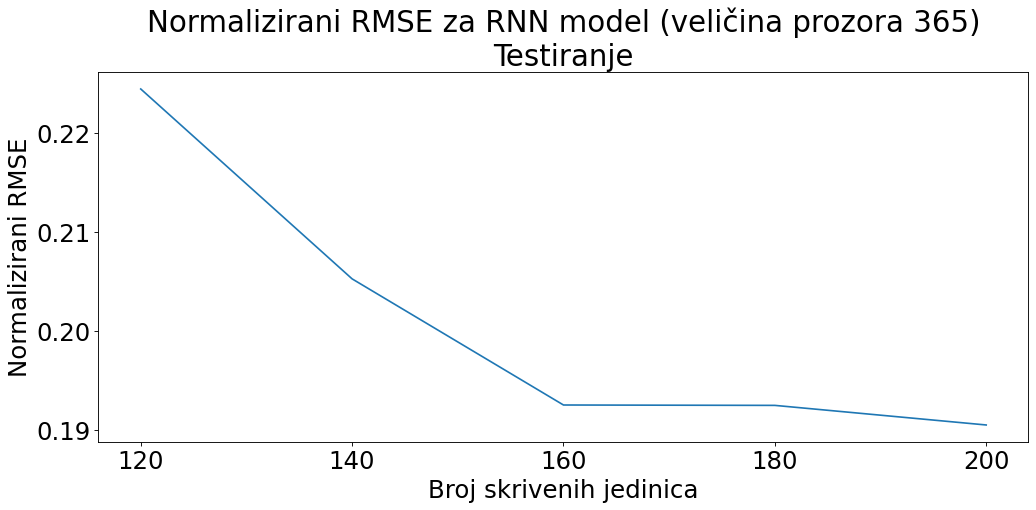 Normalizirani RMSE za RNN model (veličina prozora 365)
Testiranje
Normalizirani RMSE
0.22
0.21
0.20
0.19
120 140 160 180 200
Broj skrivenih jedinica